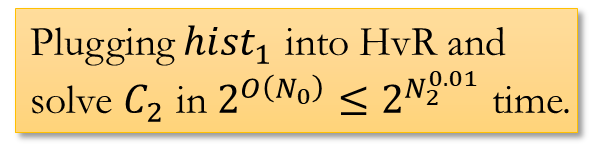 Plugging hist₁ into HvR and
solve C₂ in 2^{O(N₀)} ≤ 2^{N₂^{0.01}} time.